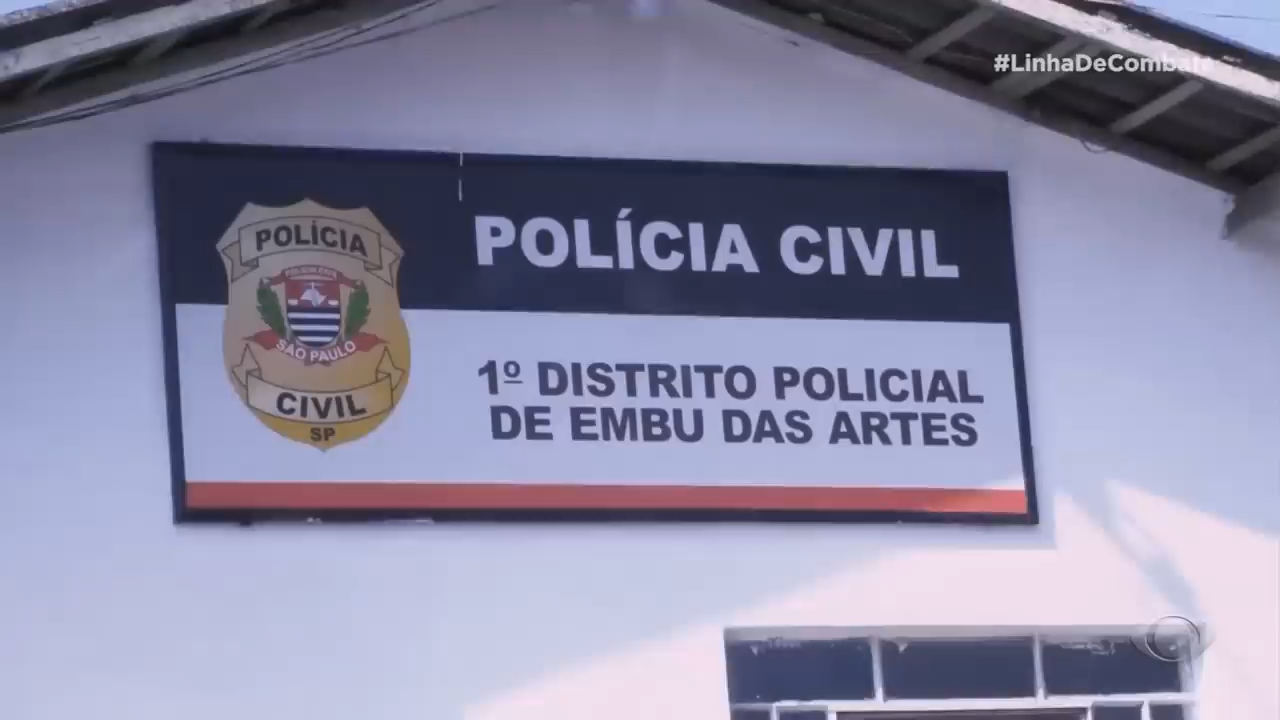 #LinhaDeCombate
POLÍCIA CIVIL
POLÍCIA
SÃO PAULO
CIVIL
SP
1º DISTRITO POLICIAL
DE EMBU DAS ARTES